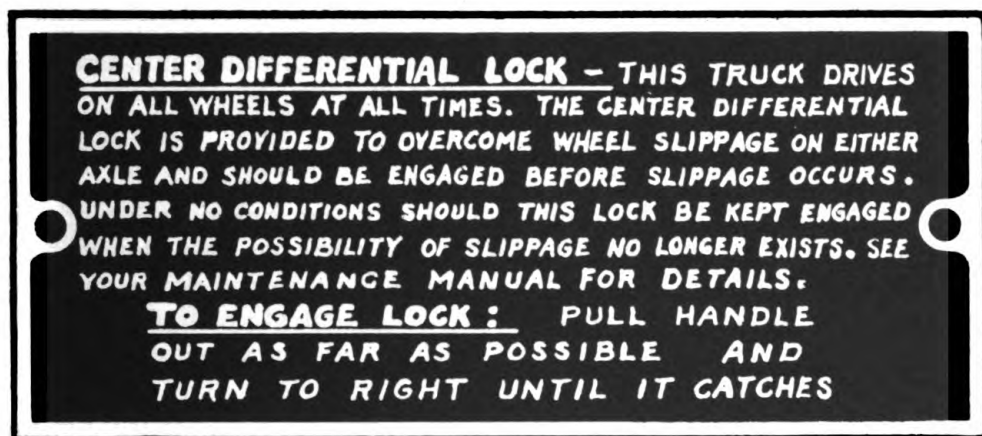 CENTER DIFFERENTIAL LOCK - THIS TRUCK DRIVES
ON ALL WHEELS AT ALL TIMES. THE CENTER DIFFERENTIAL
LOCK IS PROVIDED TO OVERCOME WHEEL SLIPPAGE ON EITHER
AXLE AND SHOULD BE ENGAGED BEFORE SLIPPAGE OCCURS.
UNDER NO CONDITIONS SHOULD THIS LOCK BE KEPT ENGAGED
WHEN THE POSSIBILITY OF SLIPPAGE NO LONGER EXISTS. SEE
YOUR MAINTENANCE MANUAL FOR DETAILS.
TO ENGAGE LOCK: PULL HANDLE
OUT AS FAR AS POSSIBLE AND
TURN TO RIGHT UNTIL IT CATCHES